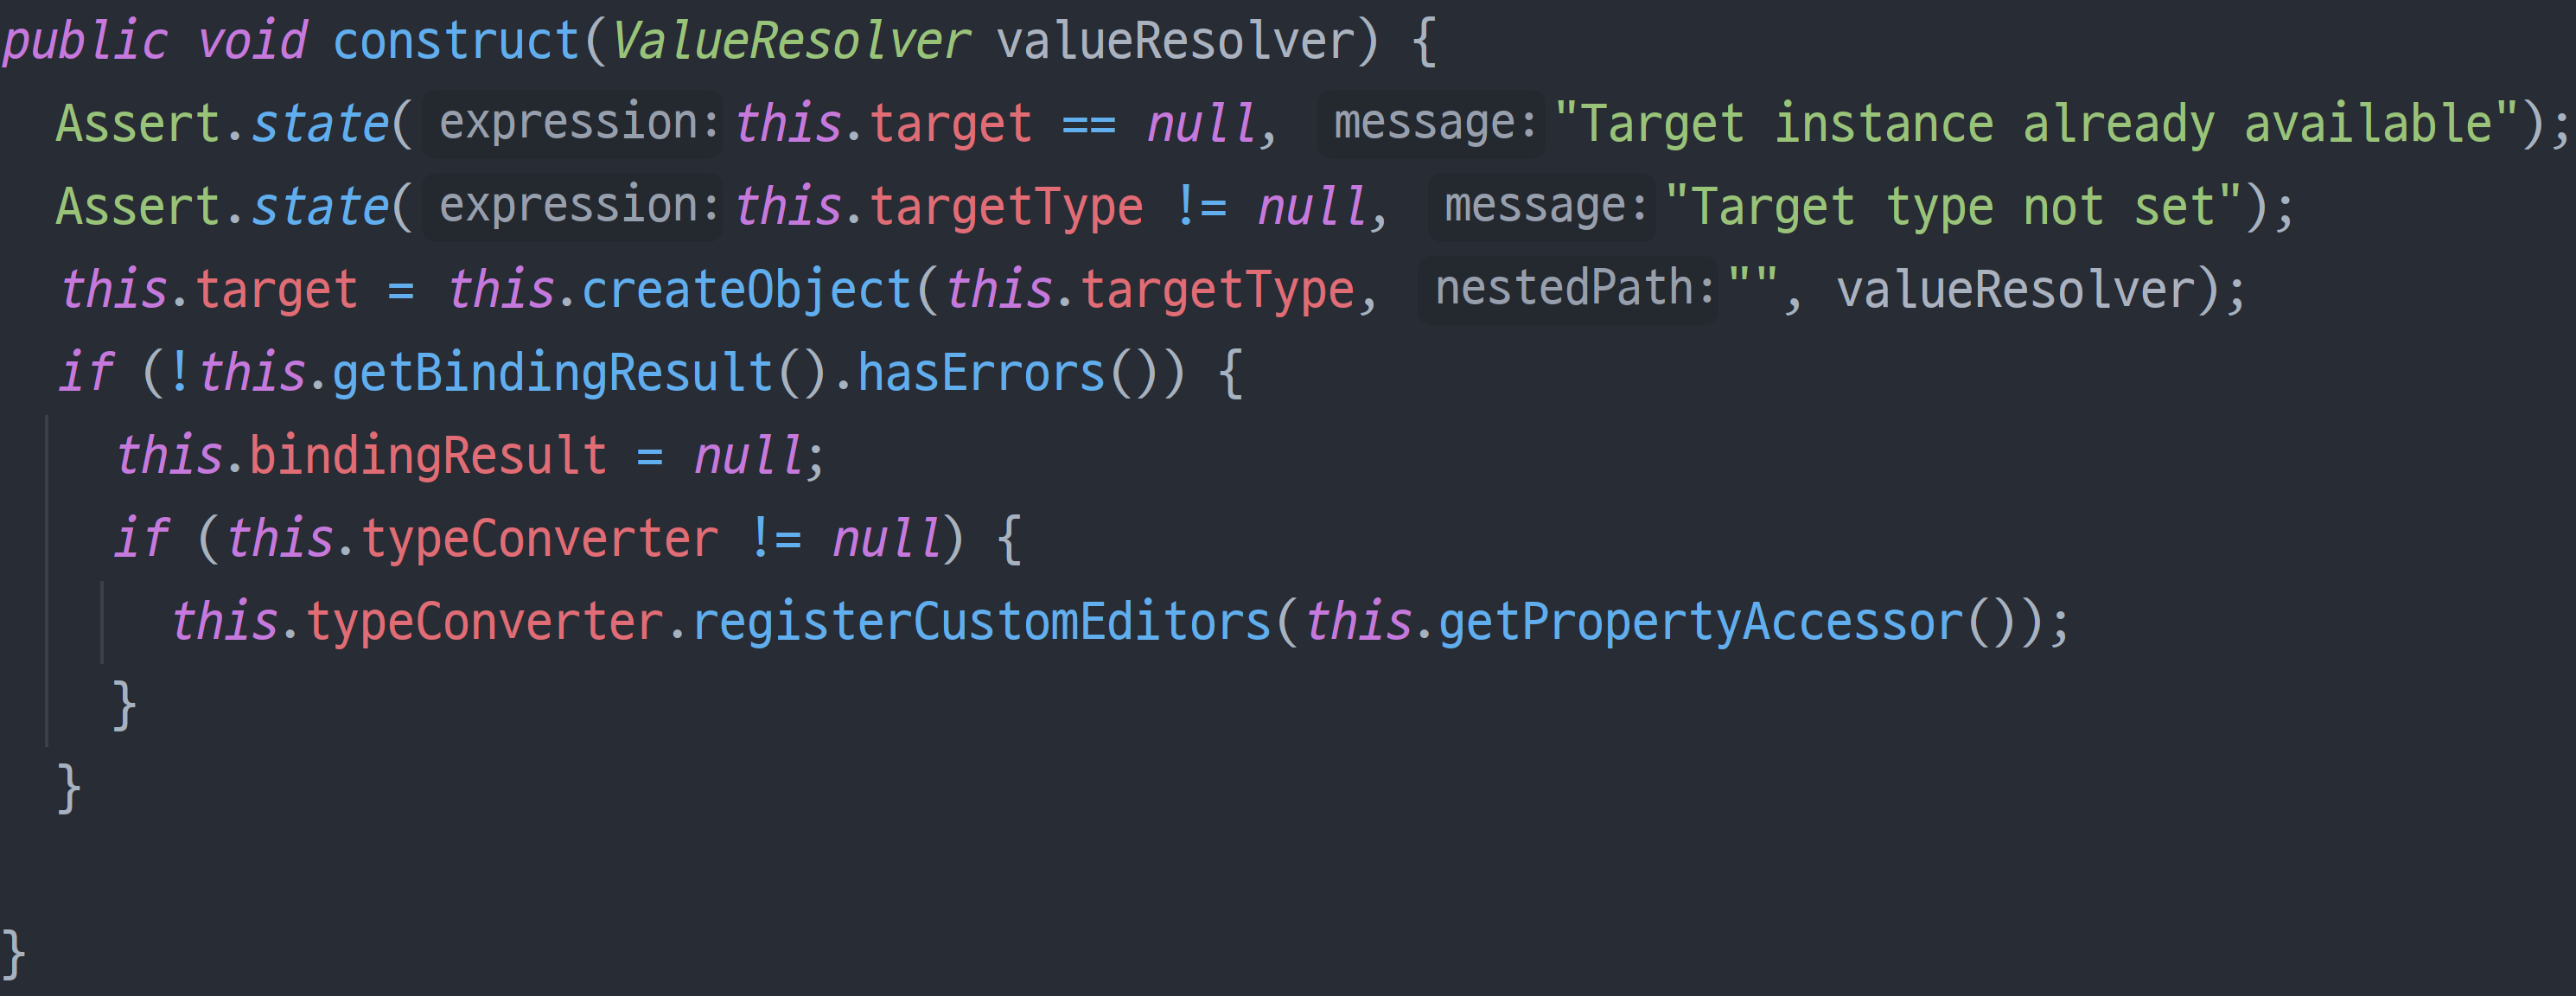 public void construct(ValueResolver valueResolver) {
Assert.state( expression: this.target == null, message: "Target instance already available");
Assert.state( expression: this.targetType != null, message: "Target type not set");
this.target = this.createObject(this.targetType, nestedPath: "", valueResolver);
if (!this.getBindingResult().hasErrors()) {
this.bindingResult = null;
if (this.typeConverter != null) {
this.typeConverter.registerCustomEditors(this.getPropertyAccessor());
}
}
}